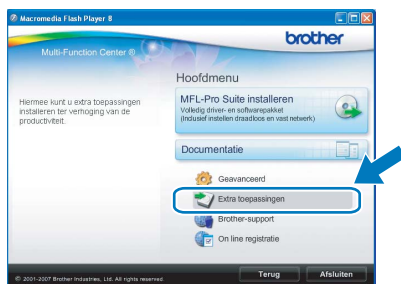 Macromedia Flash Player 8
brother
Multi-Function Center ®
Hoofdmenu
Hiermee kunt u extra toepassingen
installeren ter verhoging van de
productiviteit.
MFL-Pro Suite installeren
Volledig driver- en softwarepakket
(Inclusief instellen draadloos en vast netwerk)
Documentatie
Geavanceerd
Extra toepassingen
Brother-support
On line registratie
© 2001-2007 Brother Industries, Ltd. All rights reserved.
Terug
Afsluiten